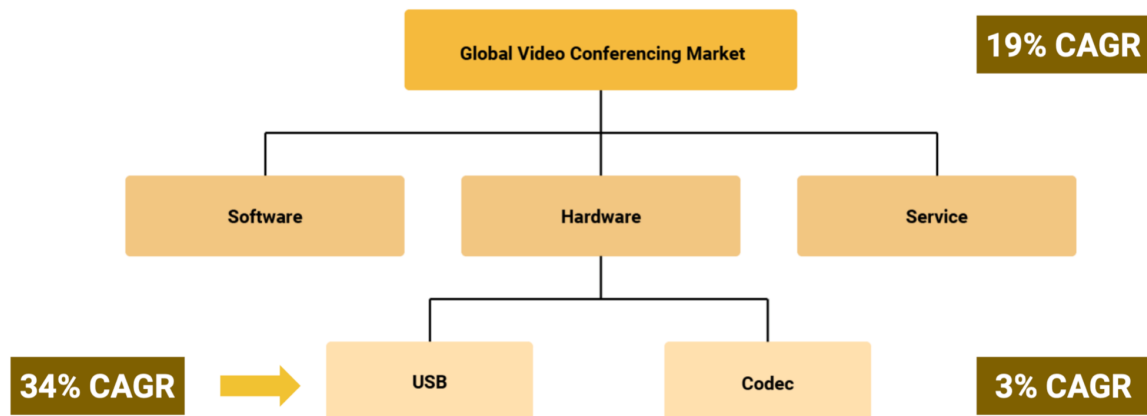 Global Video Conferencing Market
19% CAGR
Software
Hardware
Service
34% CAGR
USB
Codec
3% CAGR